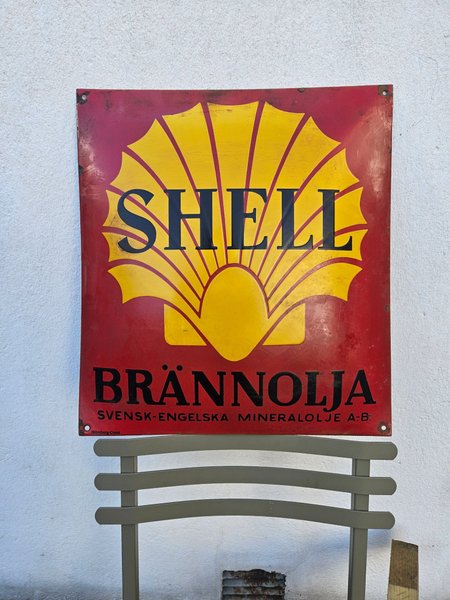 SHELL
BRÄNNOLJA
SVENSK-ENGELSKA MINERALOLJE A-B.